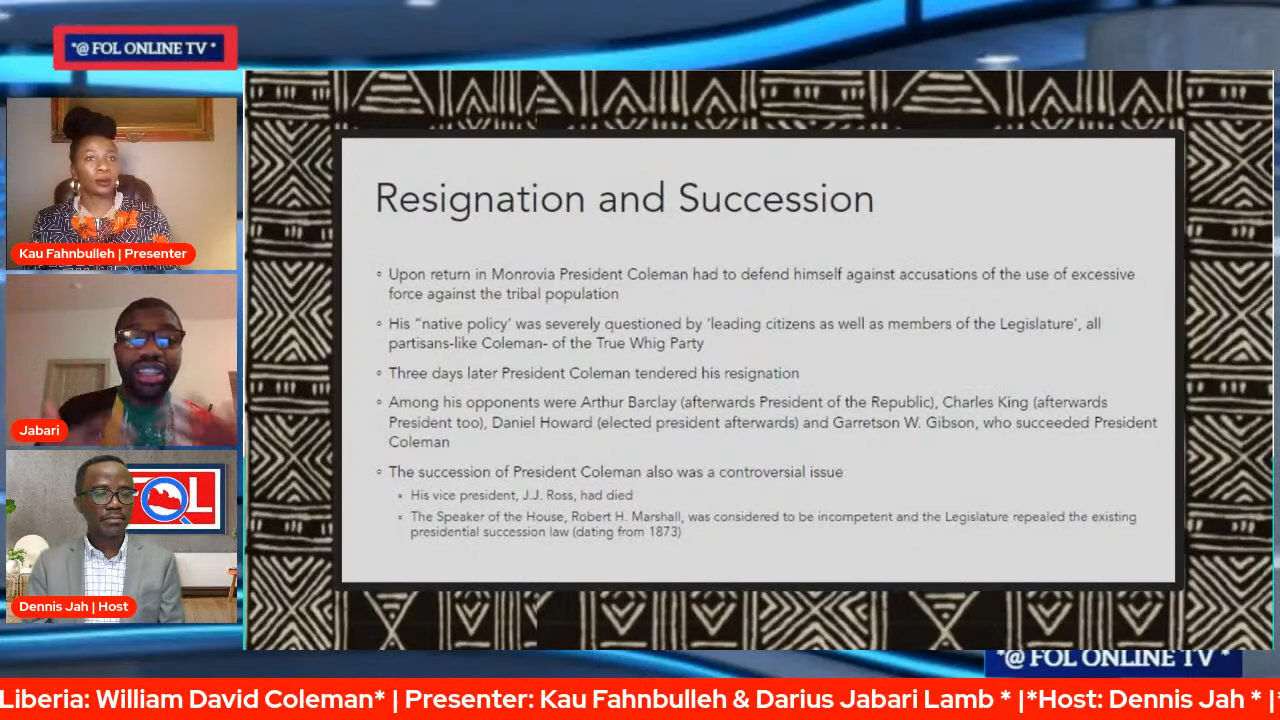 *@ FOL ONLINE TV *
Kau Fahnbulleh | Presenter
Jabari
FOL
Dennis Jah | Host
Resignation and Succession
◦ Upon return in Monrovia President Coleman had to defend himself against accusations of the use of excessive
force against the tribal population
◦ His “native policy’ was severely questioned by ‘leading citizens as well as members of the Legislature’, all
partisans-like Coleman- of the True Whig Party
◦ Three days later President Coleman tendered his resignation
◦ Among his opponents were Arthur Barclay (afterwards President of the Republic), Charles King (afterwards
President too), Daniel Howard (elected president afterwards) and Garretson W. Gibson, who succeeded President
Coleman
◦ The succession of President Coleman also was a controversial issue
◦ His vice president, J.J. Ross, had died
◦ The Speaker of the House, Robert H. Marshall, was considered to be incompetent and the Legislature repealed the existing
presidential succession law (dating from 1873)
*@ FOL ONLINE TV *
Liberia: William David Coleman* | Presenter: Kau Fahnbulleh & Darius Jabari Lamb * |*Host: Dennis Jah * |*